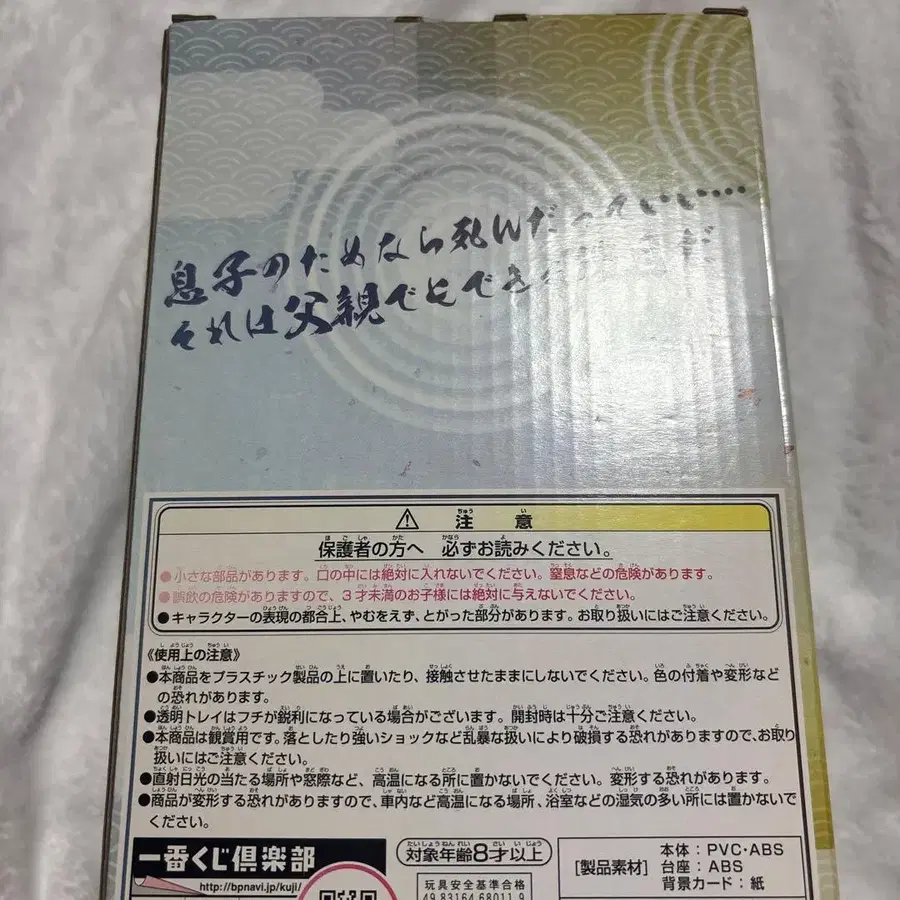 息子のためなら死んだっていい‥‥
それは父親でもでき
注意
保護者の方へ 必ずお読みください。
●小さな部品があります。口の中には絶対に入れないでください。窒息などの危険があります。
●誤飲の危険がありますので、3才未満のお子様には絶対に与えないでください。
●キャラクターの表現の都合上、やむをえず、とがった部分があります。お取り扱いにはご注意ください。
《使用上の注意》
●本商品をプラスチック製品の上に置いたり、接触させたままにしないでください。色の付着や変形など
の恐れがあります。
●透明トレイはフチが鋭利になっている場合がございます。開封時は十分ご注意ください。
●本商品は観賞用です。落としたり強いショックなど乱暴な扱いにより破損する恐れがありますので、お取り
扱いにはご注意ください。
●直射日光の当たる場所や窓際など、高温になる所に置かないでください。変形する恐れがあります。
●商品が変形する恐れがありますので、車内など高温になる場所、浴室などの湿気の多い所には置かないで
ください。
一番くじ倶楽部
http://bpnavi.jp/kuji/
対象年齢8才以上
玩具安全基準合格
49 83164 68011 9
[製品素材]
本体：PVC・ABS
台座：ABS
背景カード：紙